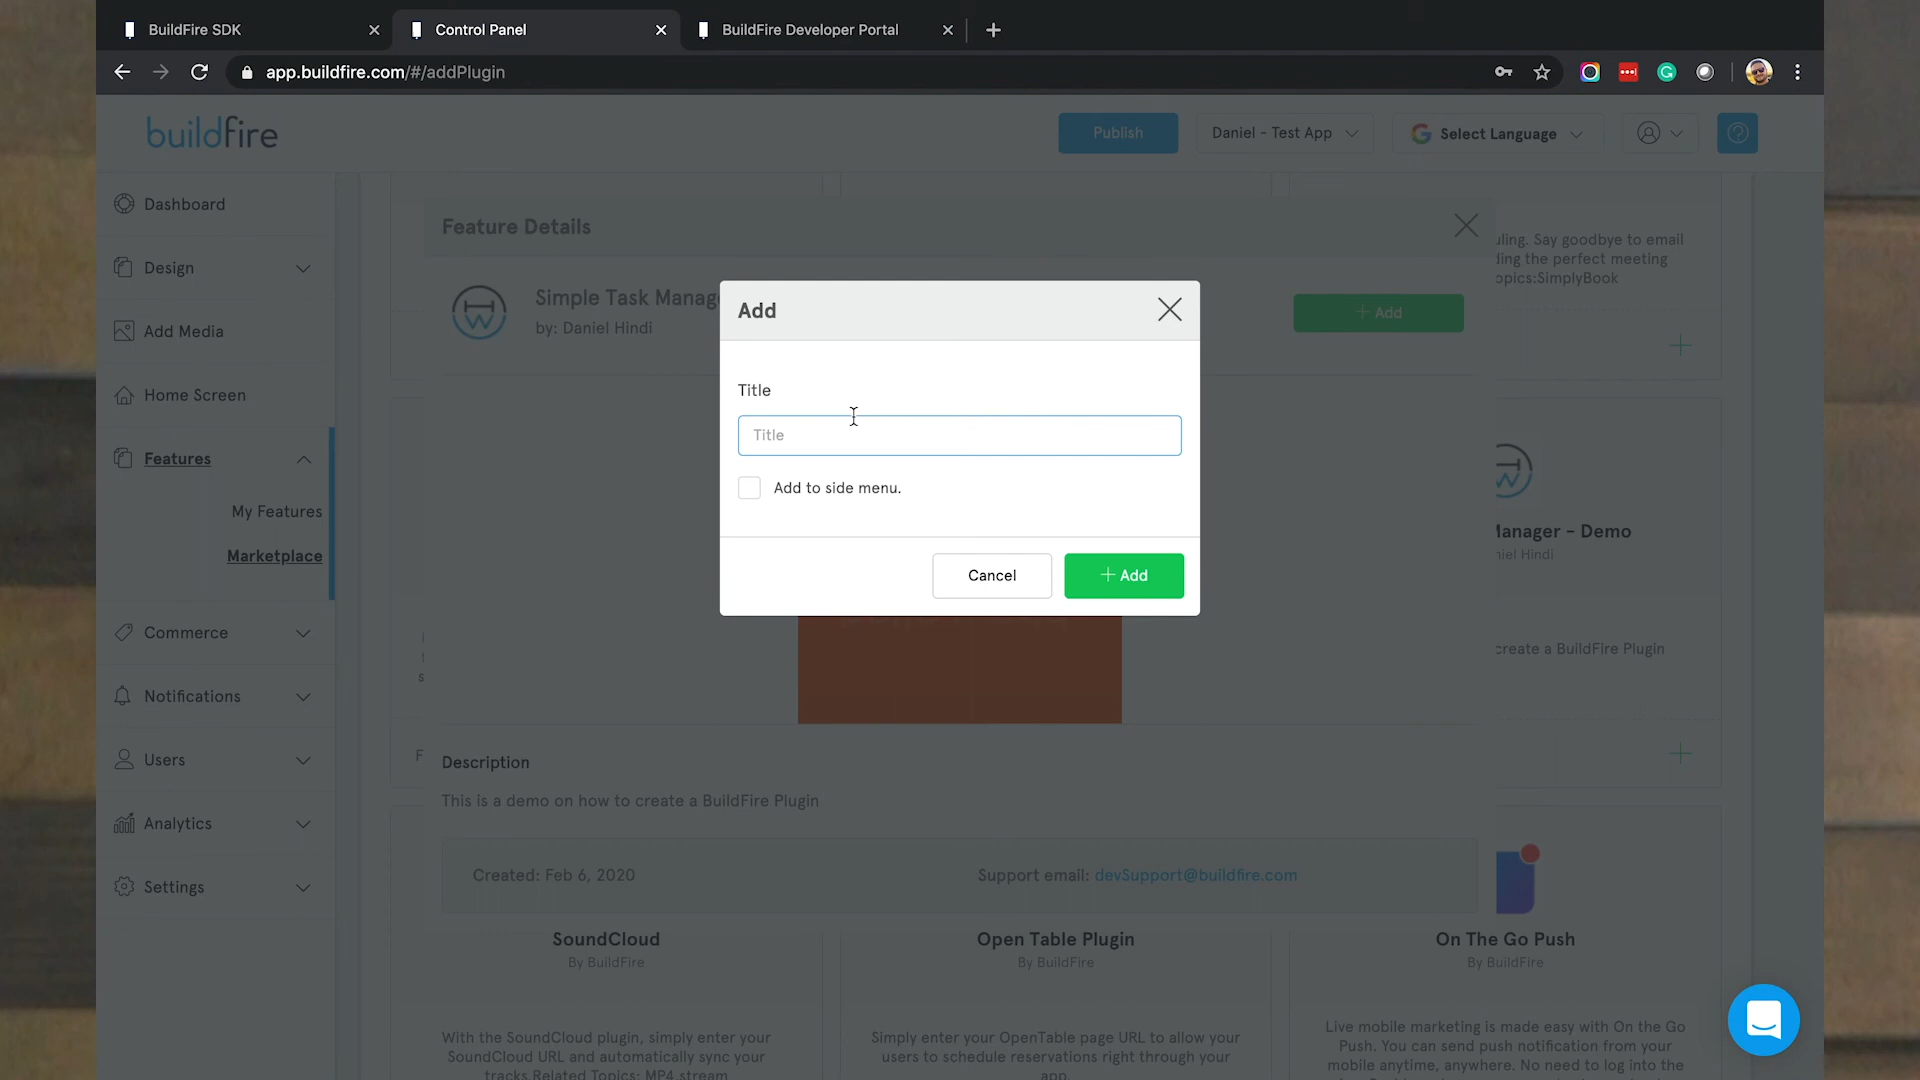 BuildFire SDK
Control Panel
BuildFire Developer Portal
app.buildfire.com/#/addPlugin
buildfire
Publish
Daniel - Test App
Select Language
Dashboard
Design
Add Media
Home Screen
Features
My Features
Marketplace
Commerce
Notifications
Users
Analytics
Settings
Feature Details
Simple Task Manag
by: Daniel Hindi
+ Add
Say goodbye to email
the perfect meeting
Add
Title
Title
Add to side menu.
Cancel
+ Add
Manager - Demo
Hindi
create a BuildFire Plugin
Description
This is a demo on how to create a BuildFire Plugin
Created: Feb 6, 2020
Support email: devSupport@buildfire.com
SoundCloud
By BuildFire
With the SoundCloud plugin, simply enter your
SoundCloud URL and automatically sync your
tracks.Related Topics: MP4,stream
Open Table Plugin
By BuildFire
Simply enter your OpenTable page URL to allow your
users to schedule reservations right through your
app.
On The Go Push
By BuildFire
Live mobile marketing is made easy with On the Go
Push. You can send push notification from your
mobile anytime, anywhere. No need to log into the